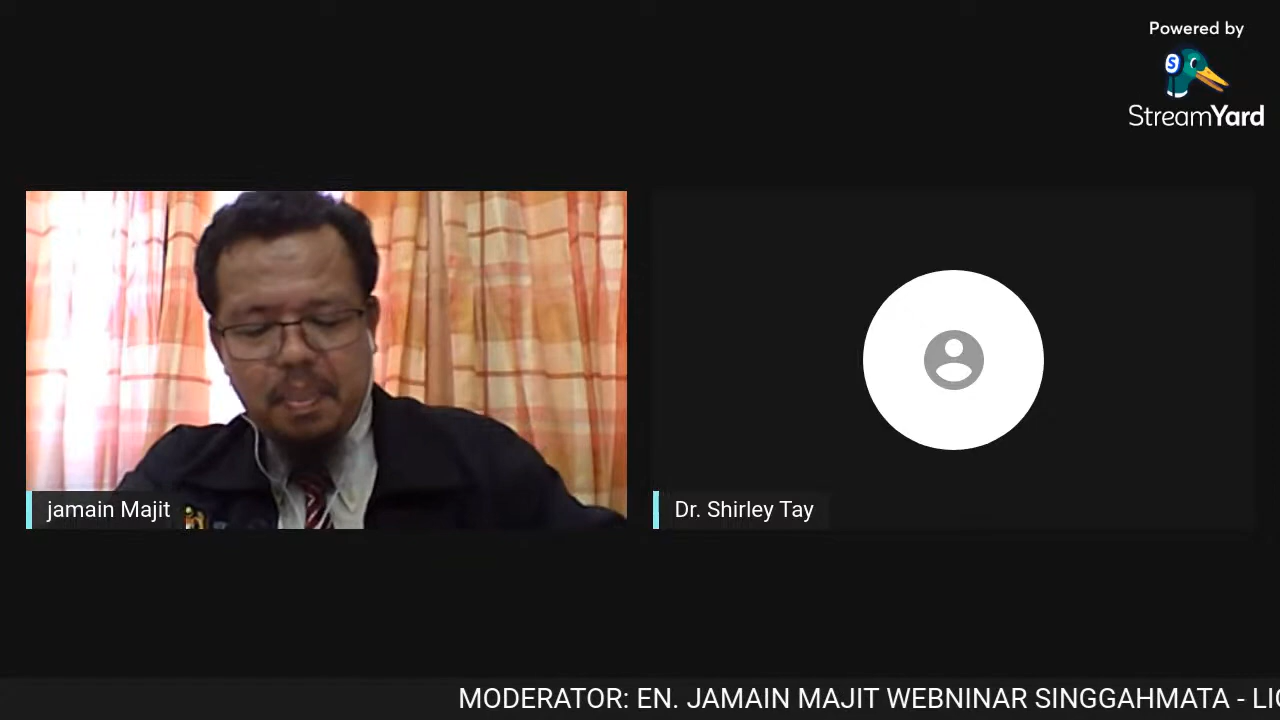 Powered by
S
StreamYard
jamain Majit
Dr. Shirley Tay
MODERATOR: EN. JAMAIN MAJIT WEBNINAR SINGGAHMATA -